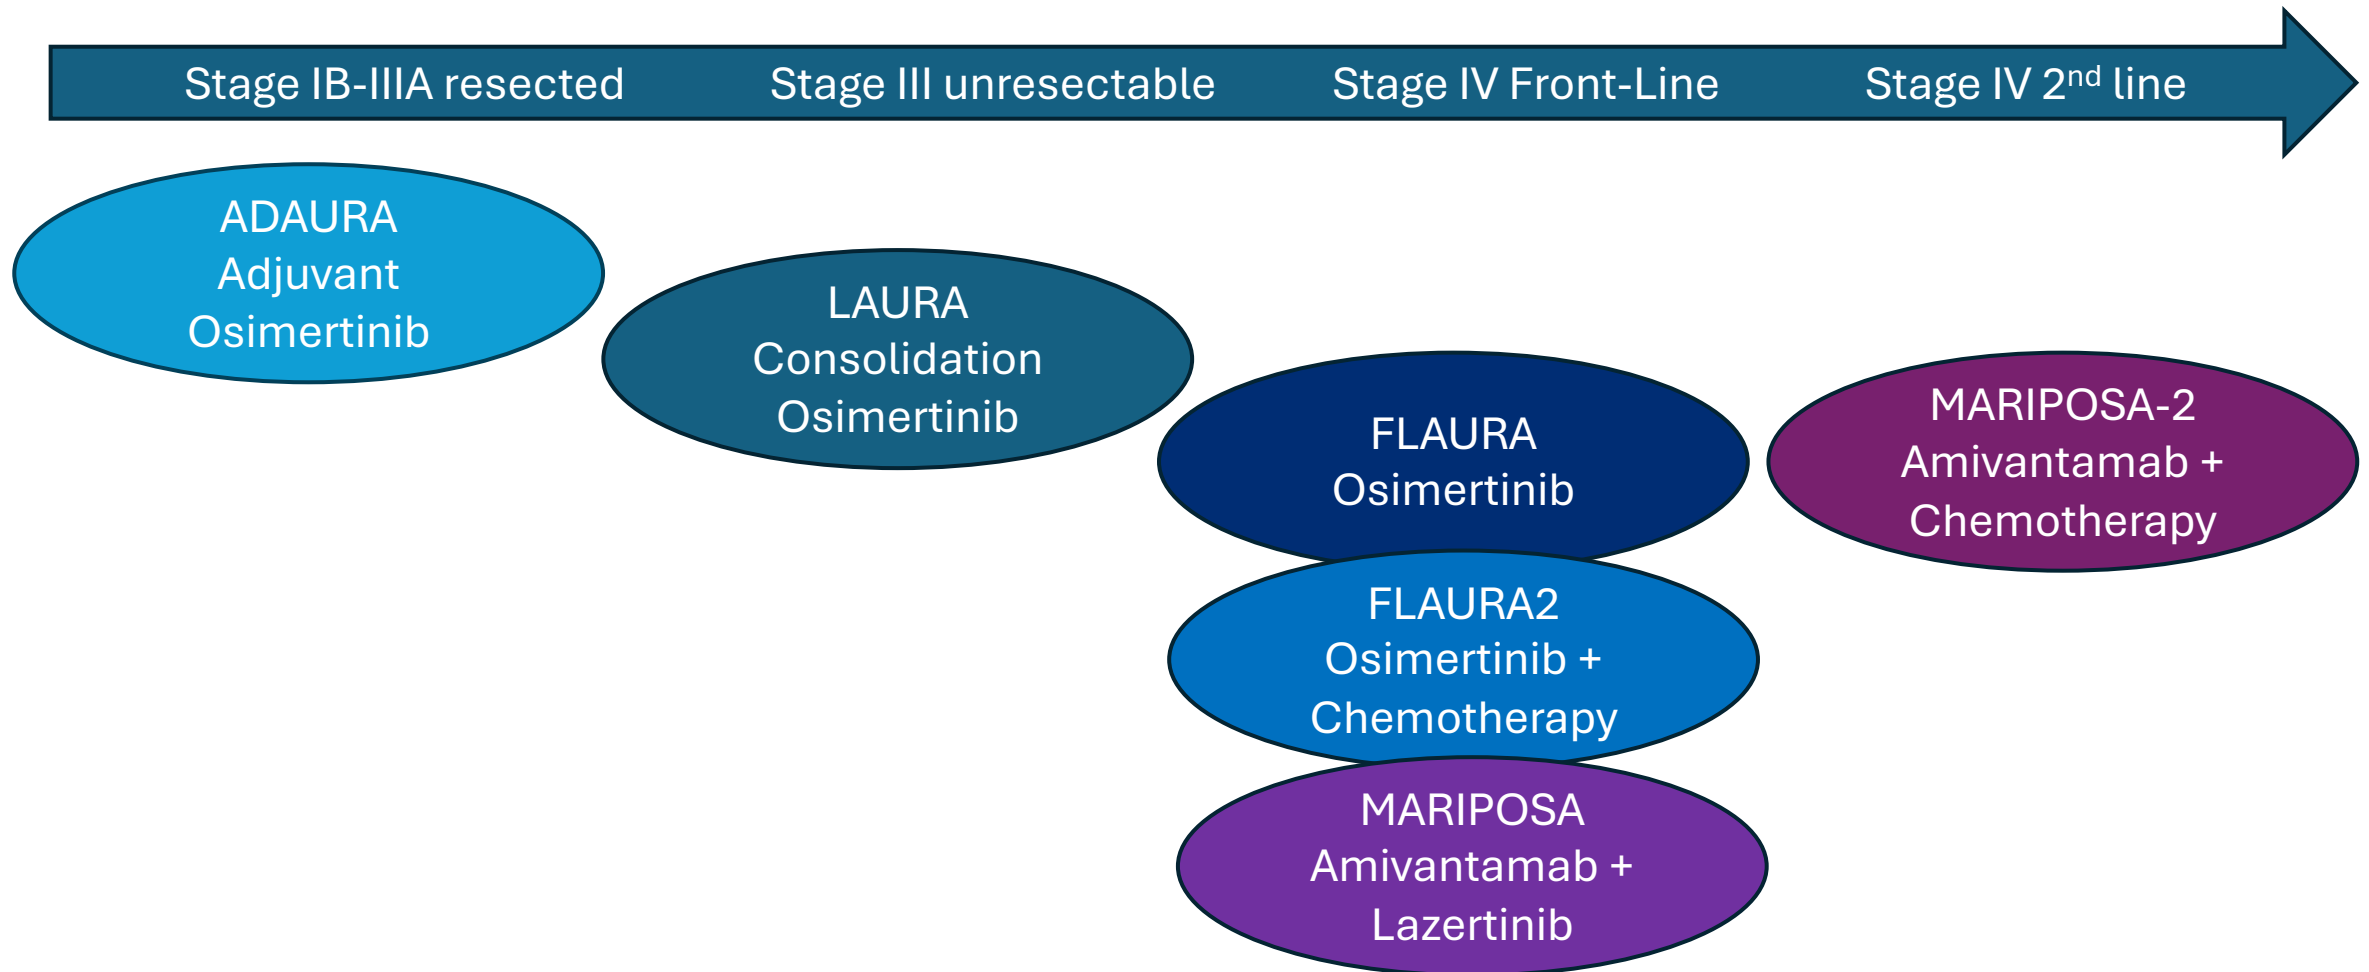 Stage IB-IIIA resected
Stage III unresectable
Stage IV Front-Line
Stage IV 2nd line
ADAURA
Adjuvant
Osimertinib
LAURA
Consolidation
Osimertinib
FLAURA
Osimertinib
FLAURA2
Osimertinib +
Chemotherapy
MARIPOSA
Amivantamab +
Lazertinib
MARIPOSA-2
Amivantamab +
Chemotherapy